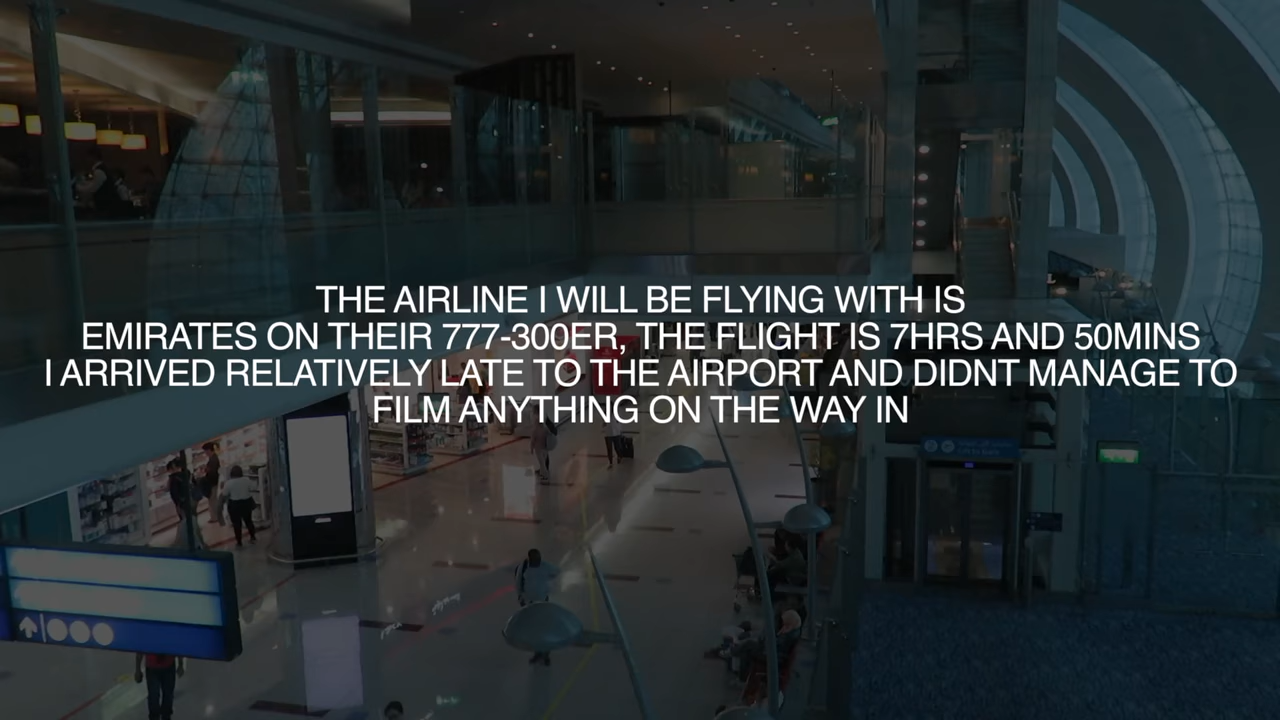 THE AIRLINE I WILL BE FLYING WITH IS
EMIRATES ON THEIR 777-300ER, THE FLIGHT IS 7HRS AND 50MINS
I ARRIVED RELATIVELY LATE TO THE AIRPORT AND DIDNT MANAGE TO
FILM ANYTHING ON THE WAY IN